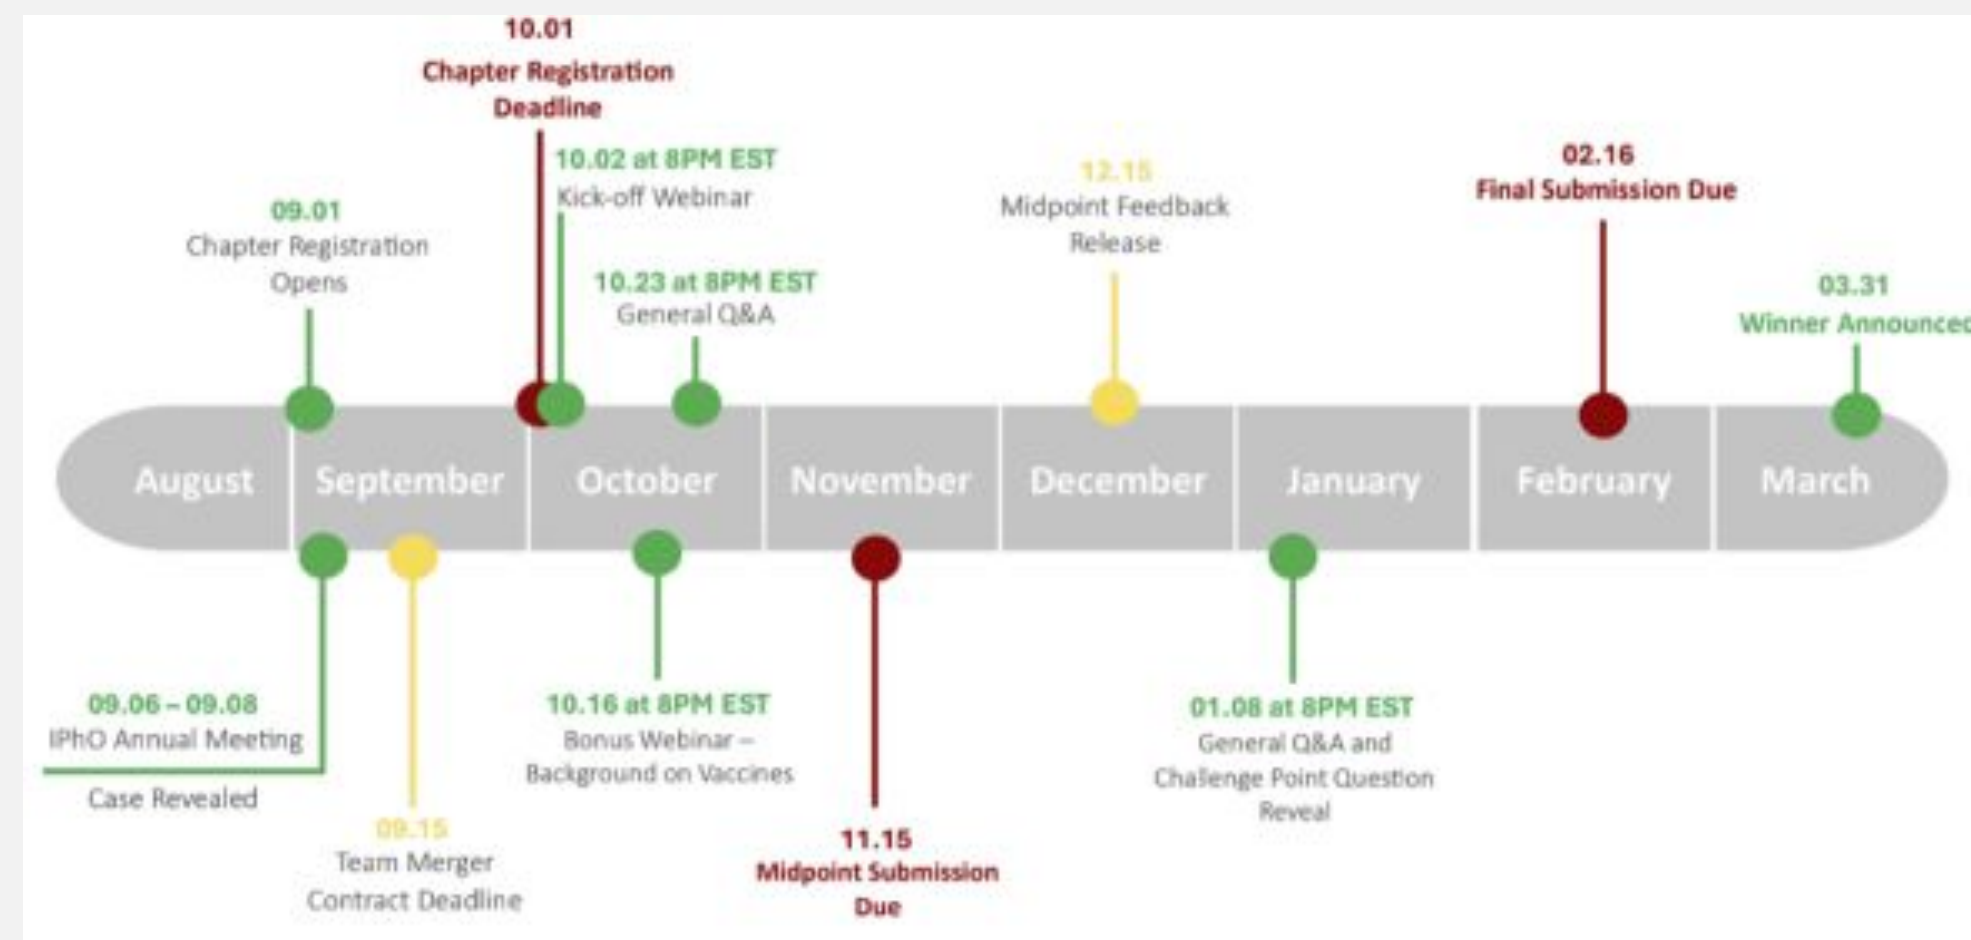 10.01
Chapter Registration
Deadline
10.02 at 8PM EST
Kick-off Webinar
12.15
Midpoint Feedback
Release
02.16
Final Submission Due
09.01
Chapter Registration
Opens
10.23 at 8PM EST
General Q&A
03.31
Winner Announced
August
September
October
November
December
January
February
March
09.06 – 09.08
IPhO Annual Meeting
Case Revealed
09.15
Team Merger
Contract Deadline
10.16 at 8PM EST
Bonus Webinar –
Background on Vaccines
11.15
Midpoint Submission
Due
01.08 at 8PM EST
General Q&A and
Challenge Point Question
Reveal